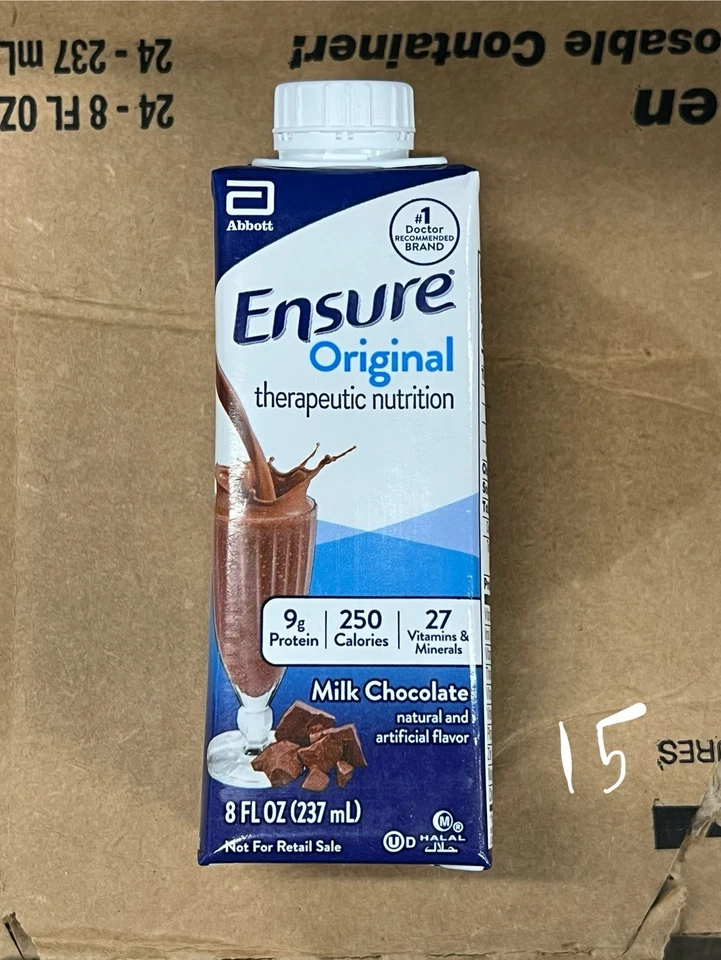 24 - 237 mL
24 - 8 FL OZ
osable Container!
en
Abbott
#1
Doctor
RECOMMENDED
BRAND
Ensure®
Original
therapeutic nutrition
9g
Protein
250
Calories
27
Vitamins &
Minerals
Milk Chocolate
natural and
artificial flavor
8 FL OZ (237 mL)
Not For Retail Sale
U D
M ®
HALAL
حلال
15
RES